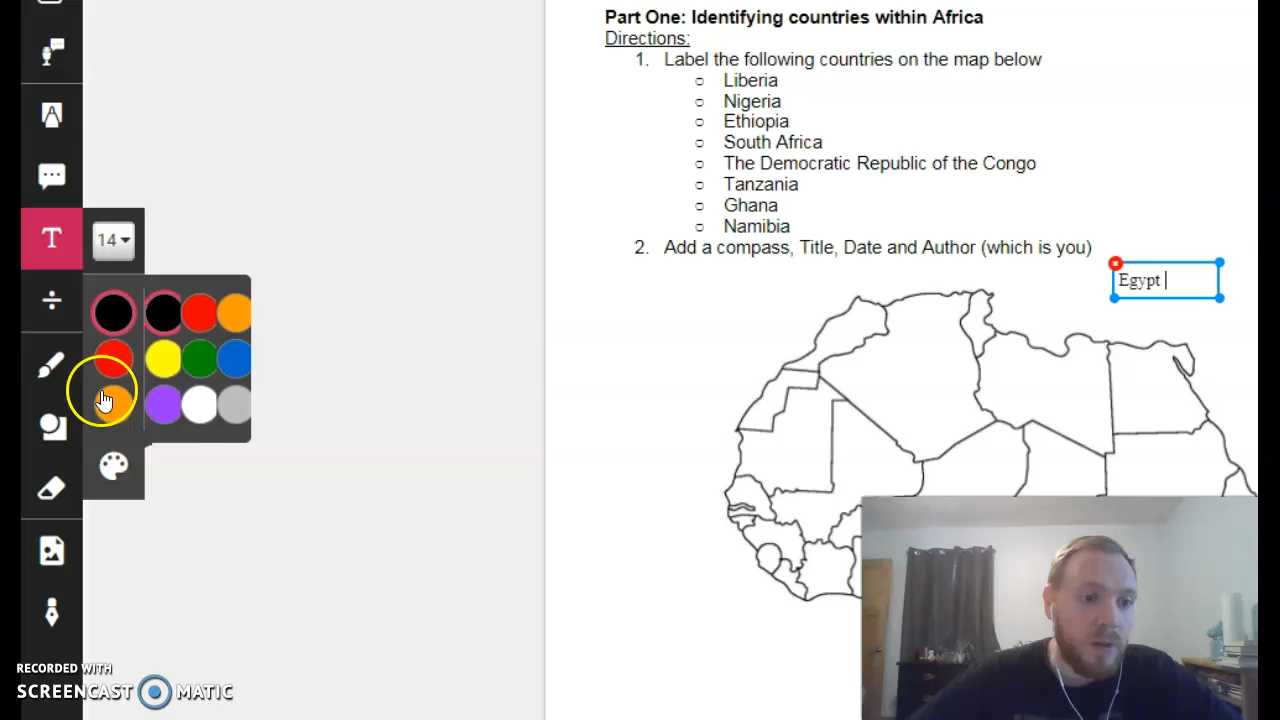 Part One: Identifying countries within Africa
Directions:
1. Label the following countries on the map below
○ Liberia
○ Nigeria
○ Ethiopia
○ South Africa
○ The Democratic Republic of the Congo
○ Tanzania
○ Ghana
○ Namibia
2. Add a compass, Title, Date and Author (which is you)
A
T
14
Egypt
RECORDED WITH
SCREENCAST MATIC